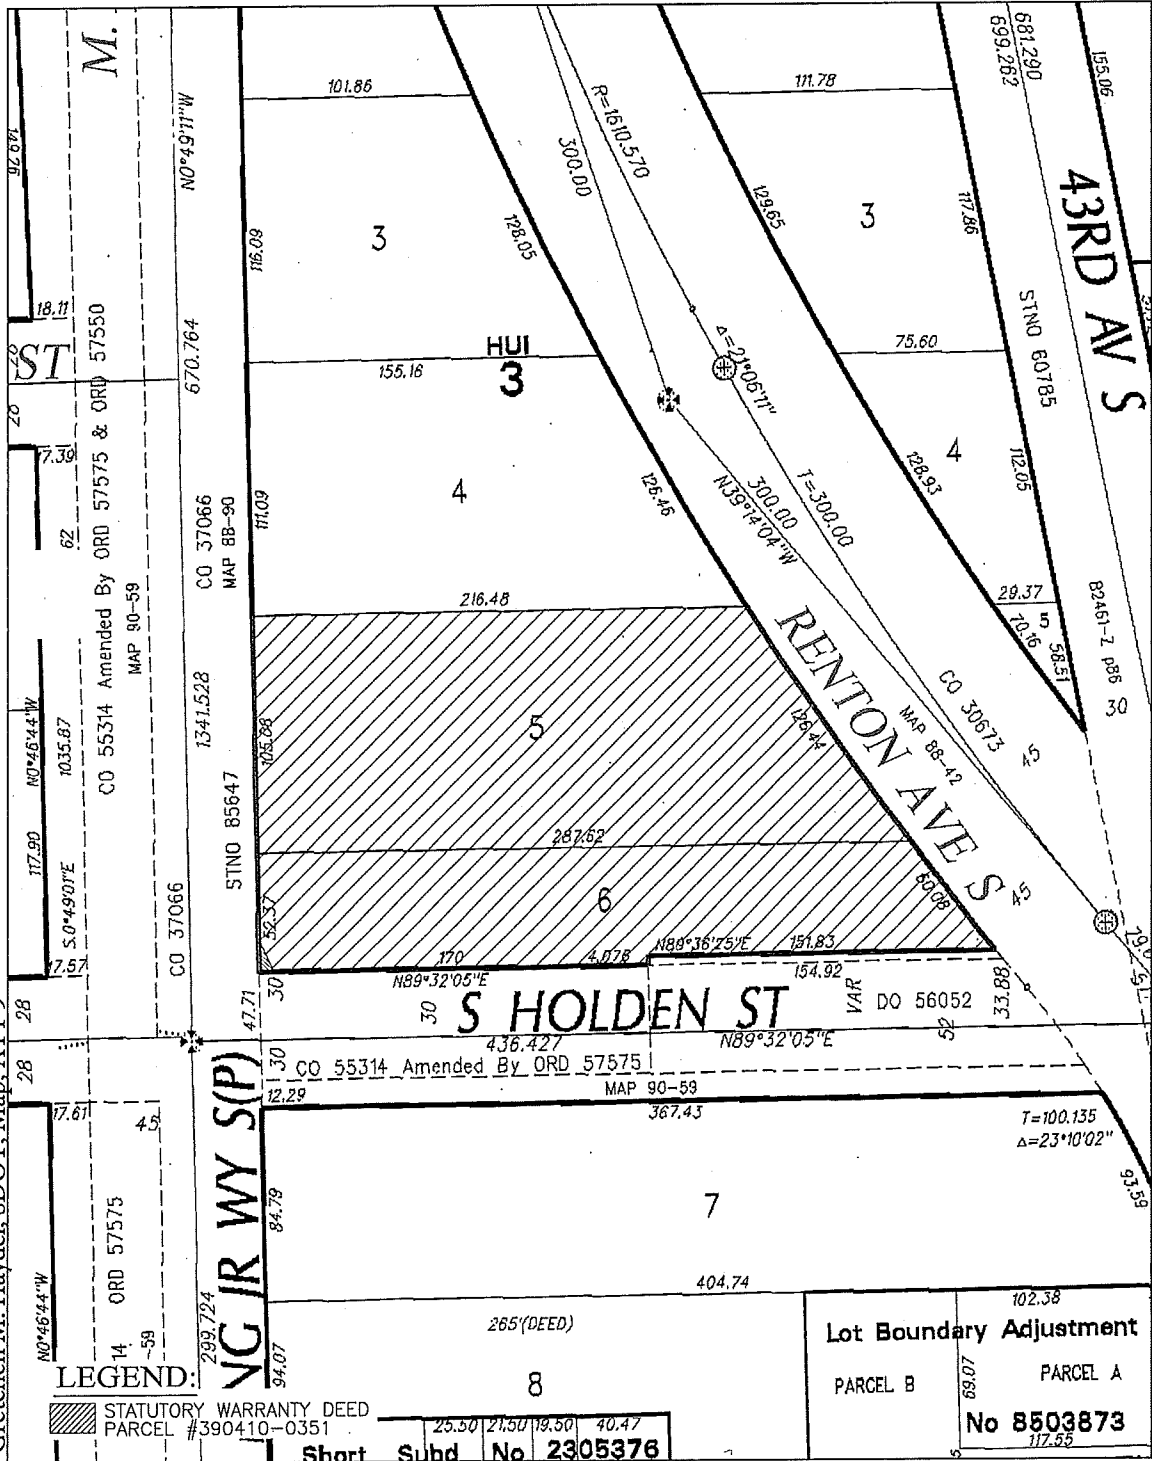 M.
101.86
111.78
155.06
681.290
699.262
149.26
N0°49'11"W
R=1610.570
300.00
43RD AV S
3
3
116.09
128.05
129.65
117.86
18.11
ST
670.764
HUI
3
155.16
Δ=21°06'11"
75.60
STNO 60785
CO 55314 Amended By ORD 57575 & ORD 57550
MAP 90-59
28
17.39
62
CO 37066
MAP 88-90
111.09
4
126.46
300.00
N39°14'04"W
T=300.00
128.93
4
112.05
216.48
29.37
5
70.16
58.51
82461-Z p86
30
N0°46'44"W
1035.87
1341.528
105.88
5
126.44
RENTON AVE S
CO 30673
MAP 88-42
45
STNO 85647
117.90
S.0°49'01"E
287.62
6
60.08
45
CO 37066
52.37
17.57
170
4.076
N89°36'25"E
151.83
N89°32'05"E
154.92
28
47.71
30
30
S HOLDEN ST
VAR
DO 56052
52
33.88
436.427
N89°32'05"E
28
30
CO 55314 Amended By ORD 57575
MAP 90-59
12.29
367.43
17.61
45
T=100.135
Δ=23°10'02"
93.59
NG JR WY S(P)
84.79
7
ORD 57575
14
-59
299.724
N0°46'44"W
404.74
102.38
265'(DEED)
Lot Boundary Adjustment
94.07
8
PARCEL B
69.07
PARCEL A
No 8503873
117.55
LEGEND:
STATUTORY WARRANTY DEED
PARCEL #390410-0351
25.50 21.50 19.50 40.47
Short Subd No 2305376